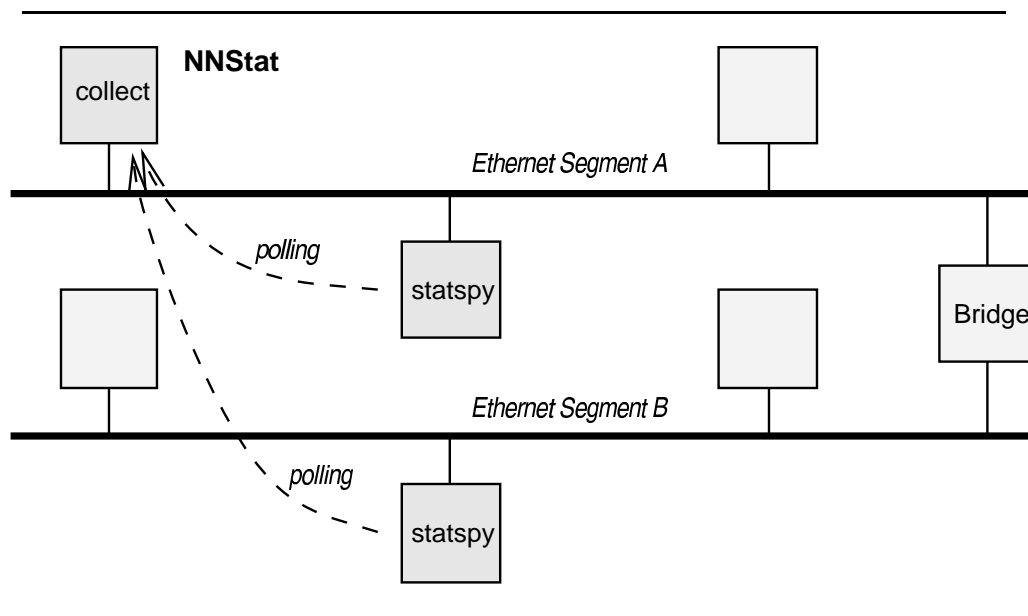 NNStat
collect
Ethernet Segment A
polling
statspy
Bridge
Ethernet Segment B
polling
statspy